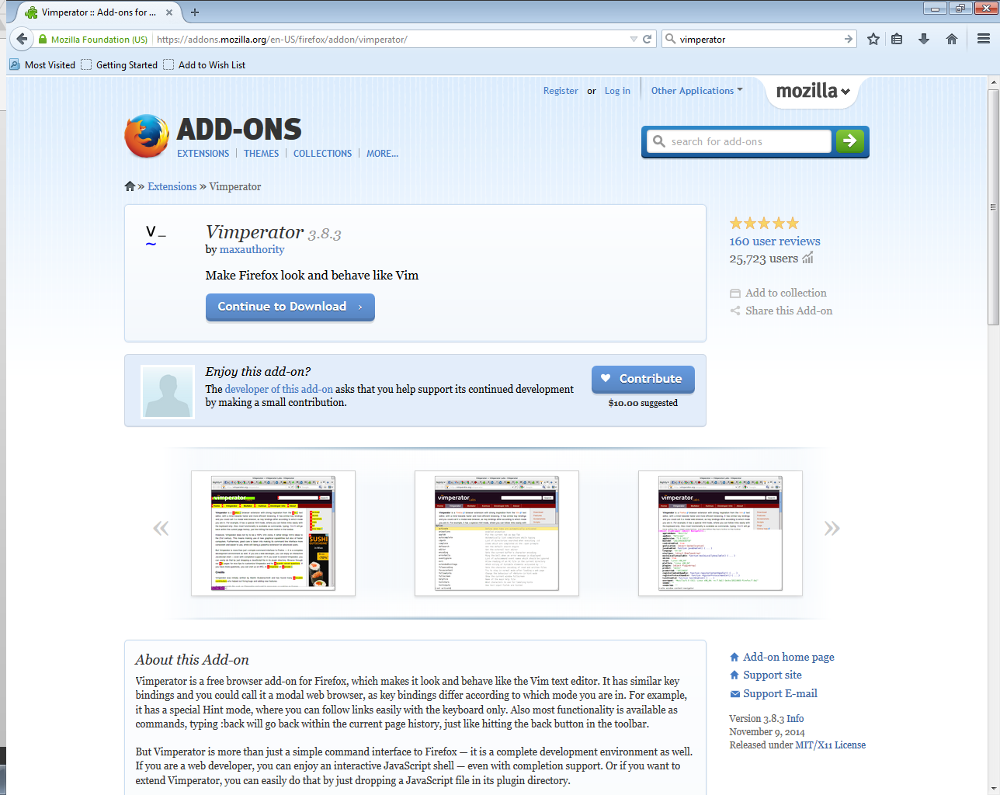 Vimperator :: Add-ons for ...
Mozilla Foundation (US) https://addons.mozilla.org/en-US/firefox/addon/vimperator/
vimperator
Most Visited Getting Started Add to Wish List
Register or Log in Other Applications mozilla
ADD-ONS
EXTENSIONS | THEMES | COLLECTIONS | MORE...
search for add-ons
» Extensions » Vimperator
V_
~
Vimperator 3.8.3
by maxauthority
Make Firefox look and behave like Vim
Continue to Download ›
160 user reviews
25,723 users
Add to collection
Share this Add-on
Enjoy this add-on?
The developer of this add-on asks that you help support its continued development
by making a small contribution.
Contribute
$10.00 suggested
«
vimperator
SUSHI
70%
Credits
vimperator
vimperator
»
About this Add-on
Vimperator is a free browser add-on for Firefox, which makes it look and behave like the Vim text editor. It has similar key
bindings and you could call it a modal web browser, as key bindings differ according to which mode you are in. For example,
it has a special Hint mode, where you can follow links easily with the keyboard only. Also most functionality is available as
commands, typing :back will go back within the current page history, just like hitting the back button in the toolbar.
But Vimperator is more than just a simple command interface to Firefox — it is a complete development environment as well.
If you are a web developer, you can enjoy an interactive JavaScript shell — even with completion support. Or if you want to
extend Vimperator, you can easily do that by just dropping a JavaScript file in its plugin directory.
Add-on home page
Support site
Support E-mail
Version 3.8.3 Info
November 9, 2014
Released under MIT/X11 License